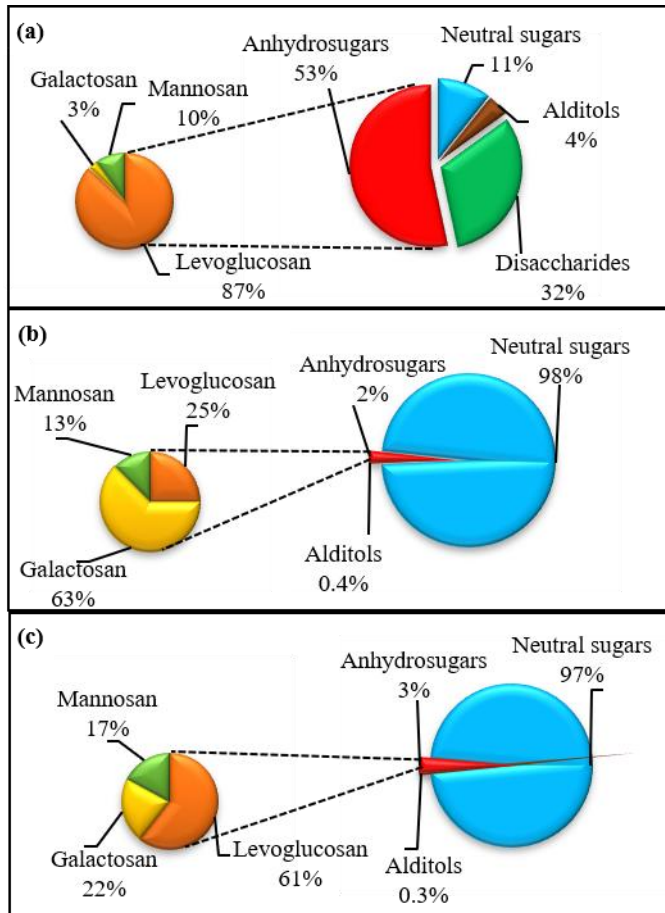 (a)
Galactosan
3%
Mannosan
10%
Levoglucosan
87%
Anhydrosugars
53%
Neutral sugars
11%
Alditols
4%
Disaccharides
32%
(b)
Mannosan
13%
Levoglucosan
25%
Galactosan
63%
Anhydrosugars
2%
Neutral sugars
98%
Alditols
0.4%
(c)
Mannosan
17%
Galactosan
22%
Levoglucosan
61%
Anhydrosugars
3%
Neutral sugars
97%
Alditols
0.3%